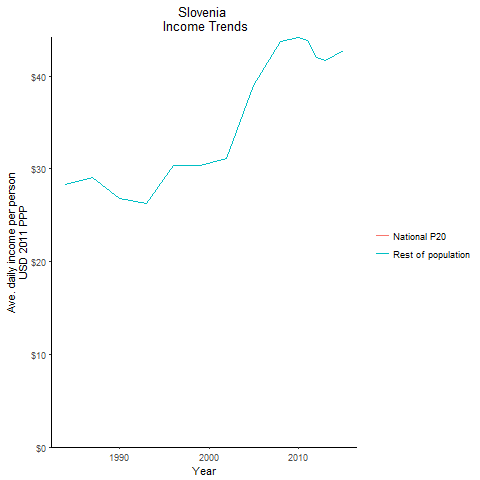 Slovenia
Income Trends
Ave. daily income per person
USD 2011 PPP
$40
$30
$20
$10
$0
1990
2000
2010
Year
National P20
Rest of population